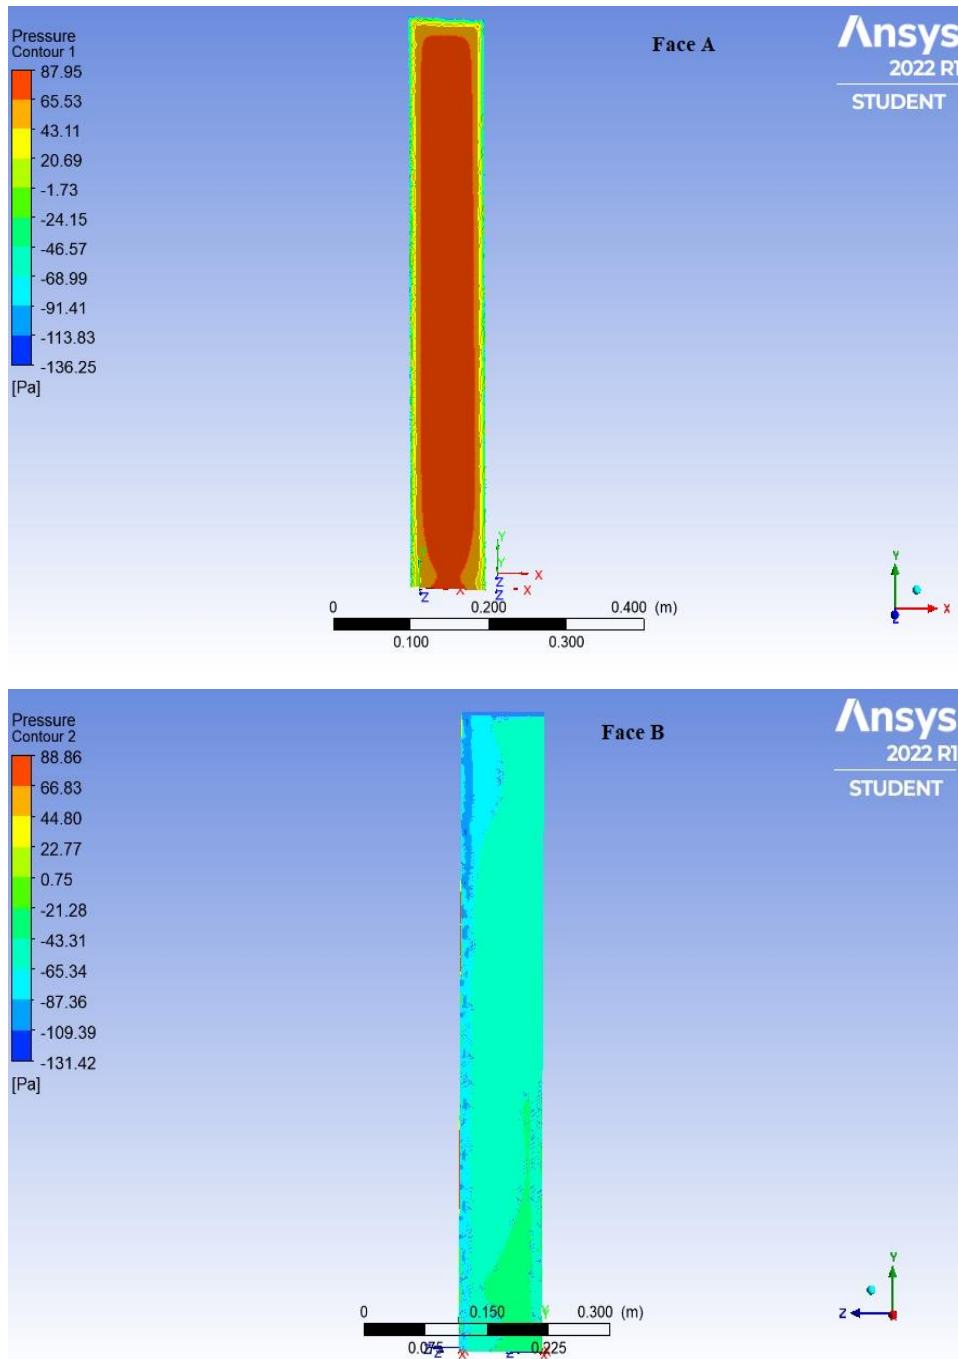 Pressure
Contour 1
87.95
65.53
43.11
20.69
-1.73
-24.15
-46.57
-68.99
-91.41
-113.83
-136.25
[Pa]
Face A
Ansys
2022 R1
STUDENT
Y
Y
Z X
Z X Z X
0 0.200 0.400 (m)
0.100 0.300
Y
Z X
Pressure
Contour 2
88.86
66.83
44.80
22.77
0.75
-21.28
-43.31
-65.34
-87.36
-109.39
-131.42
[Pa]
Face B
Ansys
2022 R1
STUDENT
0 0.150 0.300 (m)
0.075 0.225
Y
Z X